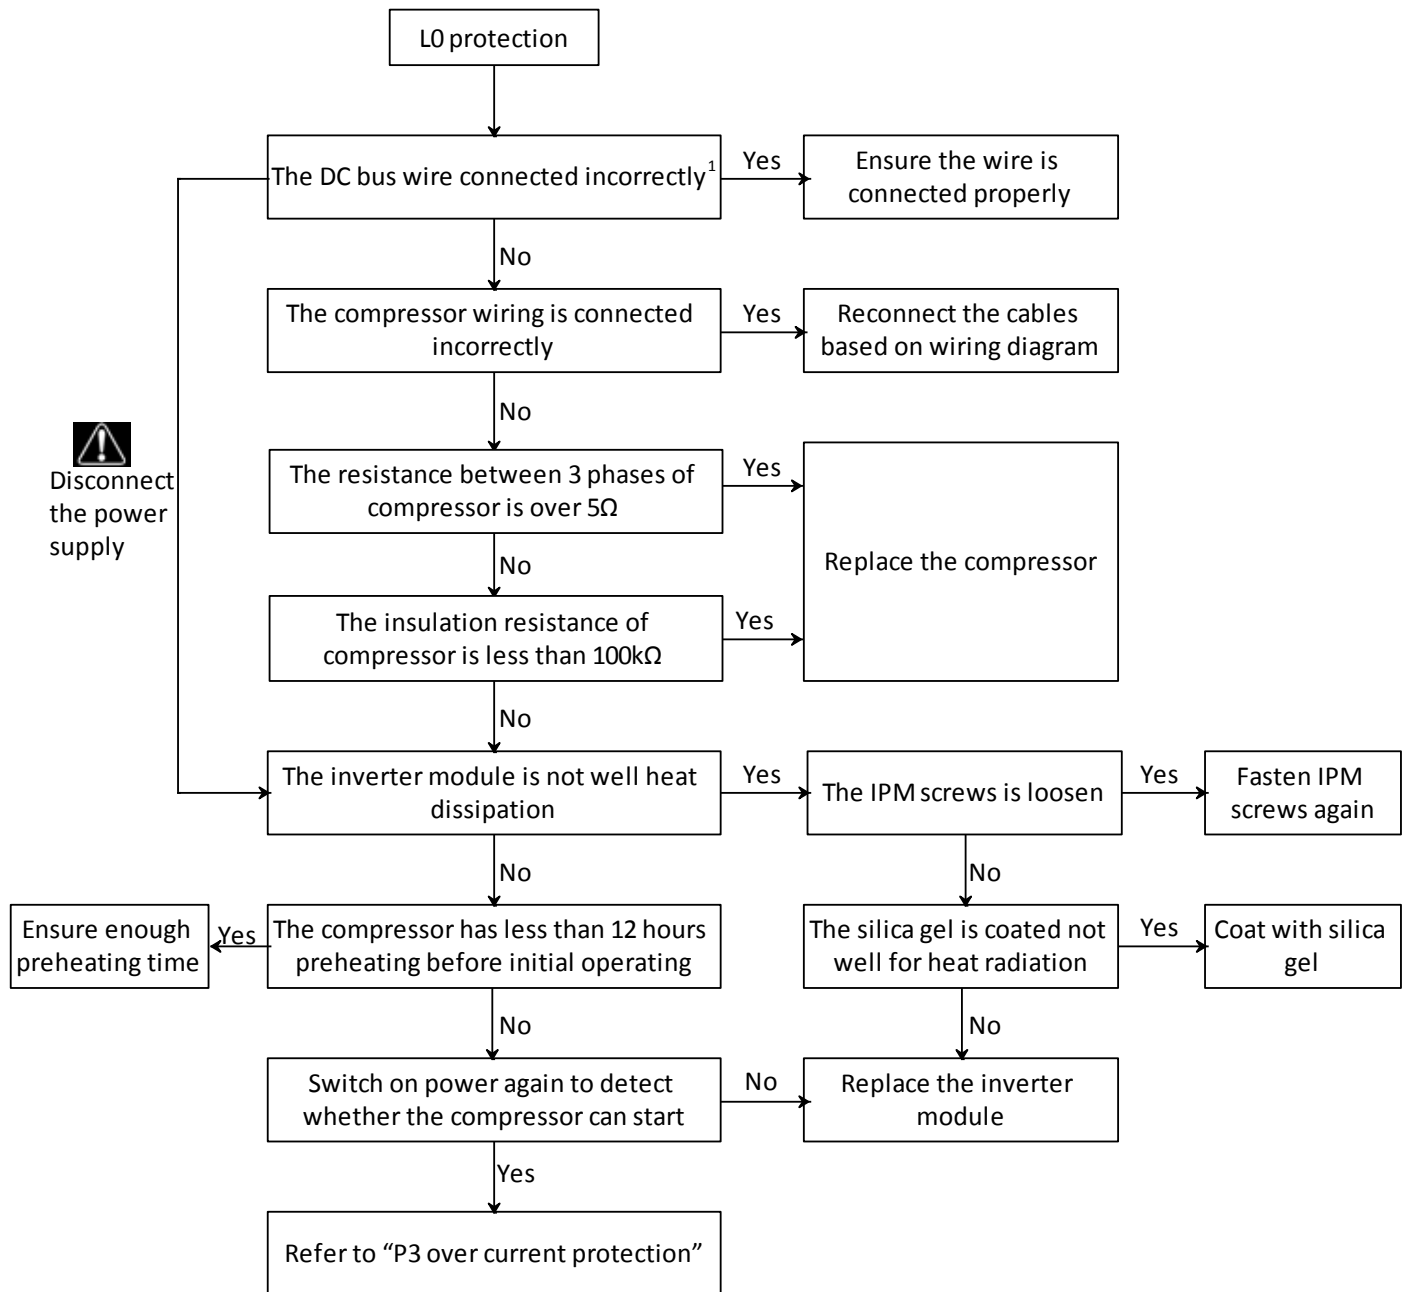 L0 protection
The DC bus wire connected incorrectly1
Yes
Ensure the wire is
connected properly
No
The compressor wiring is connected
incorrectly
Yes
Reconnect the cables
based on wiring diagram
No
Disconnect
the power
supply
The resistance between 3 phases of
compressor is over 5Ω
Yes
Replace the compressor
No
The insulation resistance of
compressor is less than 100kΩ
Yes
No
The inverter module is not well heat
dissipation
Yes
The IPM screws is loosen
Yes
Fasten IPM
screws again
No
No
Ensure enough
preheating time
Yes
The compressor has less than 12 hours
preheating before initial operating
The silica gel is coated not
well for heat radiation
Yes
Coat with silica
gel
No
No
Switch on power again to detect
whether the compressor can start
No
Replace the inverter
module
Yes
Refer to “P3 over current protection”